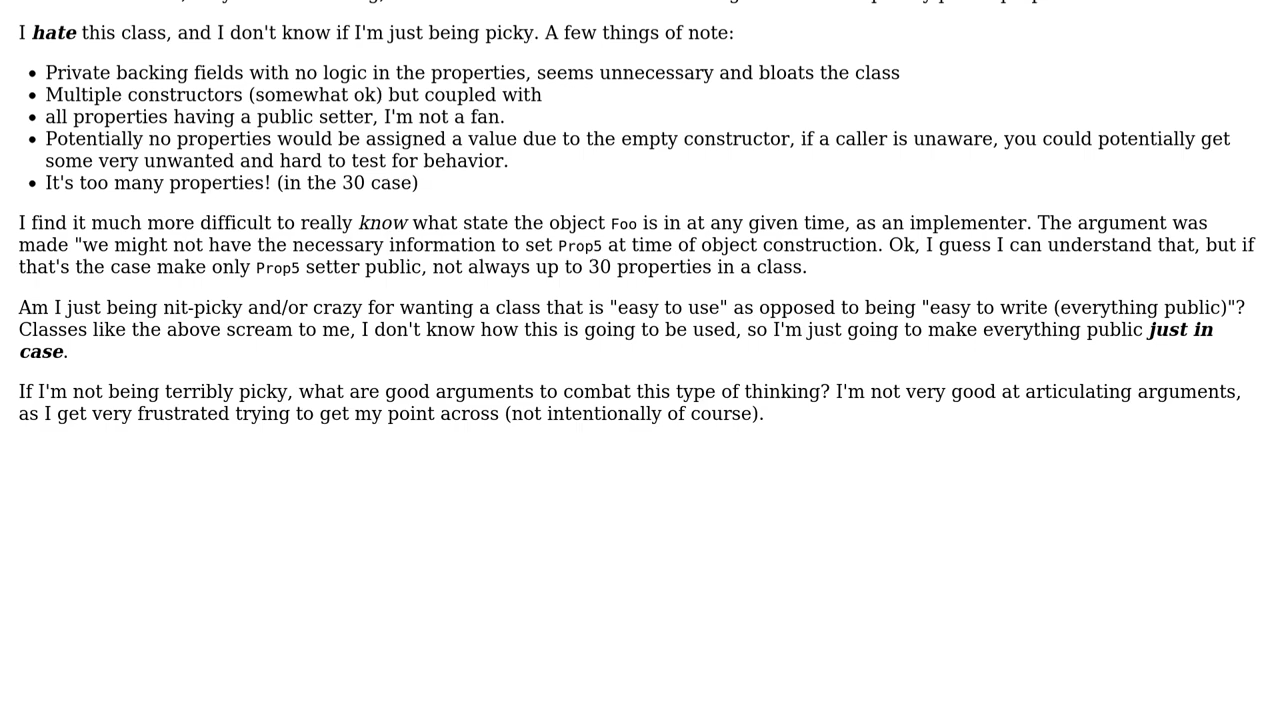 I hate this class, and I don't know if I'm just being picky. A few things of note:
Private backing fields with no logic in the properties, seems unnecessary and bloats the class
Multiple constructors (somewhat ok) but coupled with
all properties having a public setter, I'm not a fan.
Potentially no properties would be assigned a value due to the empty constructor, if a caller is unaware, you could potentially get
some very unwanted and hard to test for behavior.
It's too many properties! (in the 30 case)
I find it much more difficult to really know what state the object Foo is in at any given time, as an implementer. The argument was
made "we might not have the necessary information to set Prop5 at time of object construction. Ok, I guess I can understand that, but if
that's the case make only Prop5 setter public, not always up to 30 properties in a class.
Am I just being nit-picky and/or crazy for wanting a class that is "easy to use" as opposed to being "easy to write (everything public)"?
Classes like the above scream to me, I don't know how this is going to be used, so I'm just going to make everything public just in
case.
If I'm not being terribly picky, what are good arguments to combat this type of thinking? I'm not very good at articulating arguments,
as I get very frustrated trying to get my point across (not intentionally of course).